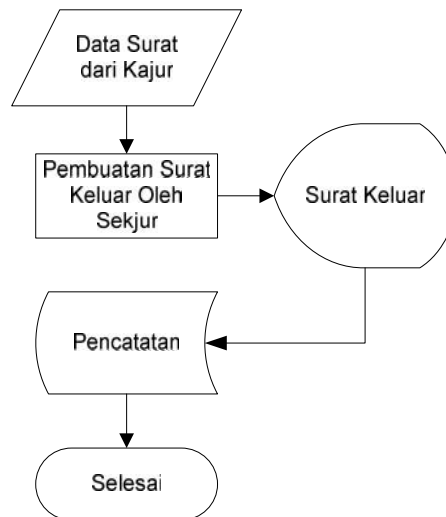 Data Surat
dari Kajur
Pembuatan Surat
Keluar Oleh
Sekjur
Surat Keluar
Pencatatan
Selesai